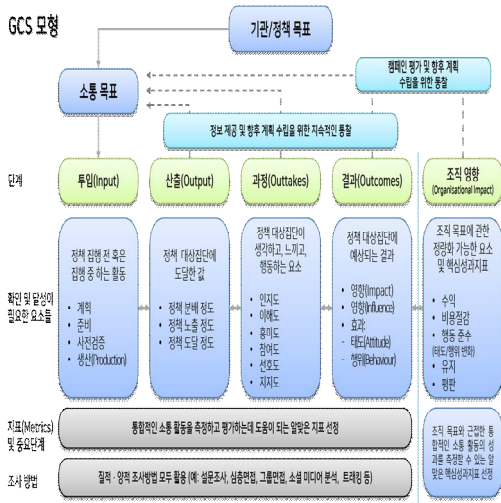 GCS 모형
기관/정책 목표
캠페인 평가 및 향후 계획
수립을 위한 통찰
소통 목표
정보 제공 및 향후 계획 수립을 위한 지속적인 통찰
단계
투입(Input)
산출(Output)
과정(Outtakes)
결과(Outcomes)
조직 영향
(Organisational Impact)
확인 및 달성이
필요한 요소들
정책 집행 전 혹은
집행 중 하는 활동
• 계획
• 준비
• 사전검증
• 생산(Production)
정책 대상집단에
도달한 값
• 정책 분배 정도
• 정책 노출 정도
• 정책 도달 정도
정책 대상집단이
생각하고, 느끼고,
행동하는 요소
• 인지도
• 이해도
• 흥미도
• 참여도
• 선호도
• 지지도
정책 대상집단에
예상되는 결과
• 영향(Impact)
• 영향(Influence)
• 효과:
- 태도(Attitude)
- 행위(Behaviour)
조직 목표에 관한
정량화 가능한 요소
및 핵심성과지표
• 수익
• 비용절감
• 행동 준수
(태도/행위 변화)
• 유지
• 평판
지표(Metrics)
및 중요단계
통합적인 소통 활동을 측정하고 평가하는데 도움이 되는 알맞은 지표 선정
조직 목표와 근접한 통
합적인 소통 활동의 성
과를 측정할 수 있는 알
맞은 핵심성과지표 선정
조사 방법
질적 · 양적 조사방법 모두 활용 (예: 설문조사, 심층면접, 그룹면접, 소셜 미디어 분석, 트래킹 등)